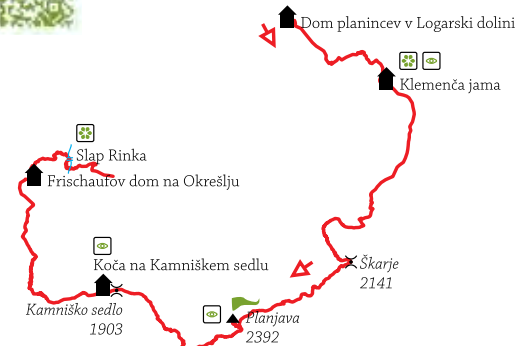 Dom planincev v Logarski dolini
Klemenča jama
Slap Rinka
Frischaufov dom na Okrešlju
Koča na Kamniškem sedlu
Škarje
2141
Kamniško sedlo
1903
Planjava
2392